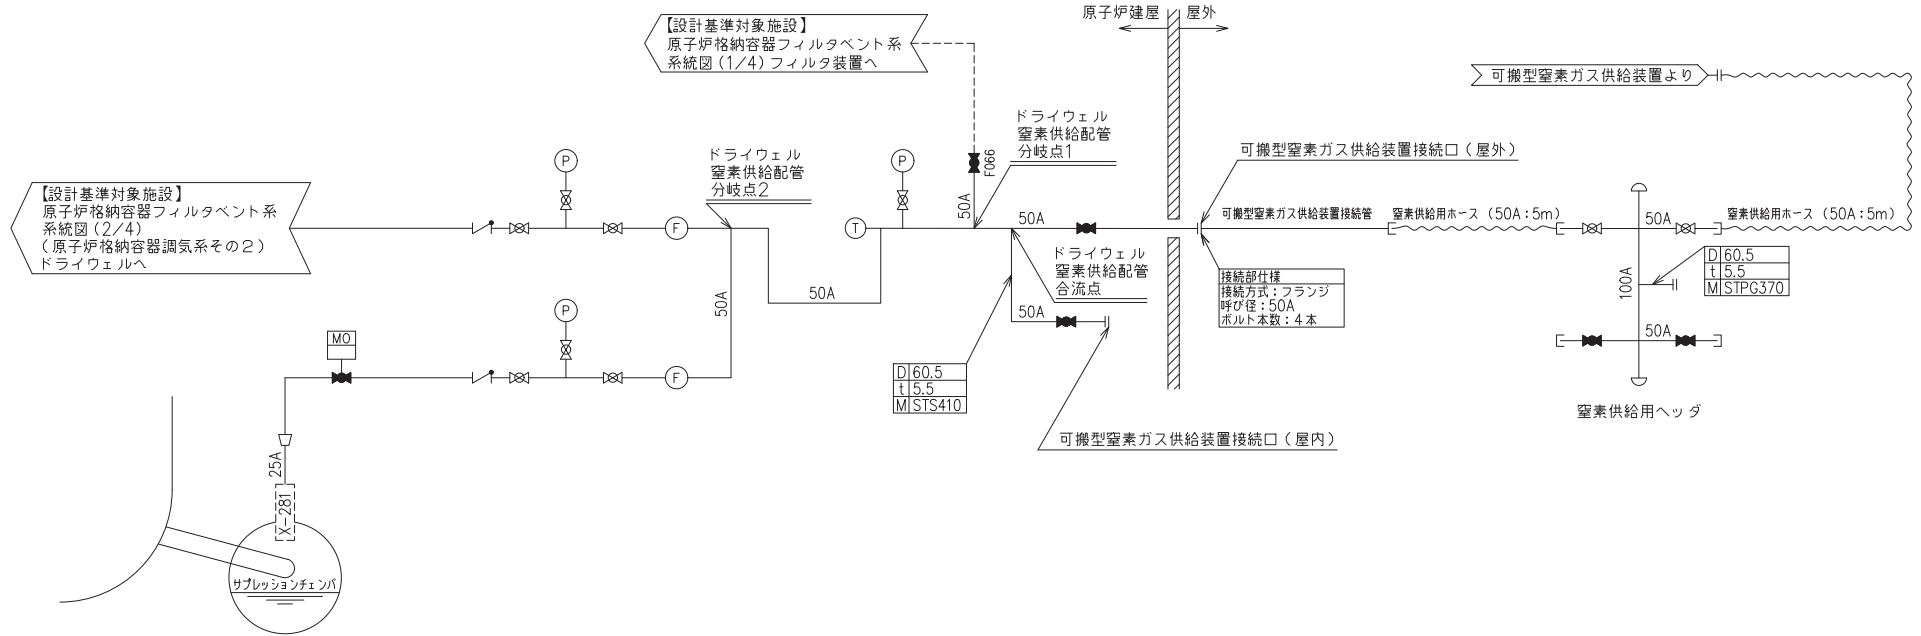 【設計基準対象施設】
原子炉格納容器フィルタベント系
系統図(1/4)フィルタ装置へ
原子炉建屋
屋外
可搬型窒素ガス供給装置より
【設計基準対象施設】
原子炉格納容器フィルタベント系
系統図(2/4)
(原子炉格納容器調気系その2)
ドライウェルへ
P
F
ドライウェル
窒素供給配管
分岐点2
T
P
F066
50A
ドライウェル
窒素供給配管
分岐点1
50A
可搬型窒素ガス供給装置接続口(屋外)
可搬型窒素ガス供給装置接続管
窒素供給用ホース(50A:5m)
50A
窒素供給用ホース(50A:5m)
ドライウェル
窒素供給配管
合流点
接続部仕様
接続方式:フランジ
呼び径:50A
ボルト本数:4本
100A
D 60.5
t 5.5
M STPG370
50A
50A
50A
50A
P
MO
F
D 60.5
t 5.5
M STS410
可搬型窒素ガス供給装置接続口(屋内)
窒素供給用ヘッダ
25A
X-281
サプレッションチェンバ